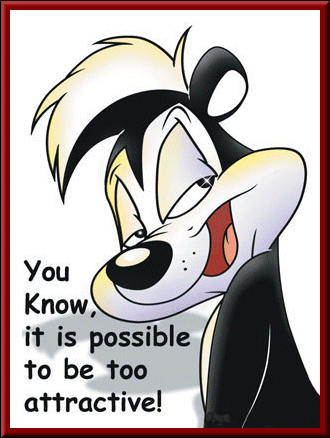 You
Know,
it is possible
to be too
attractive!